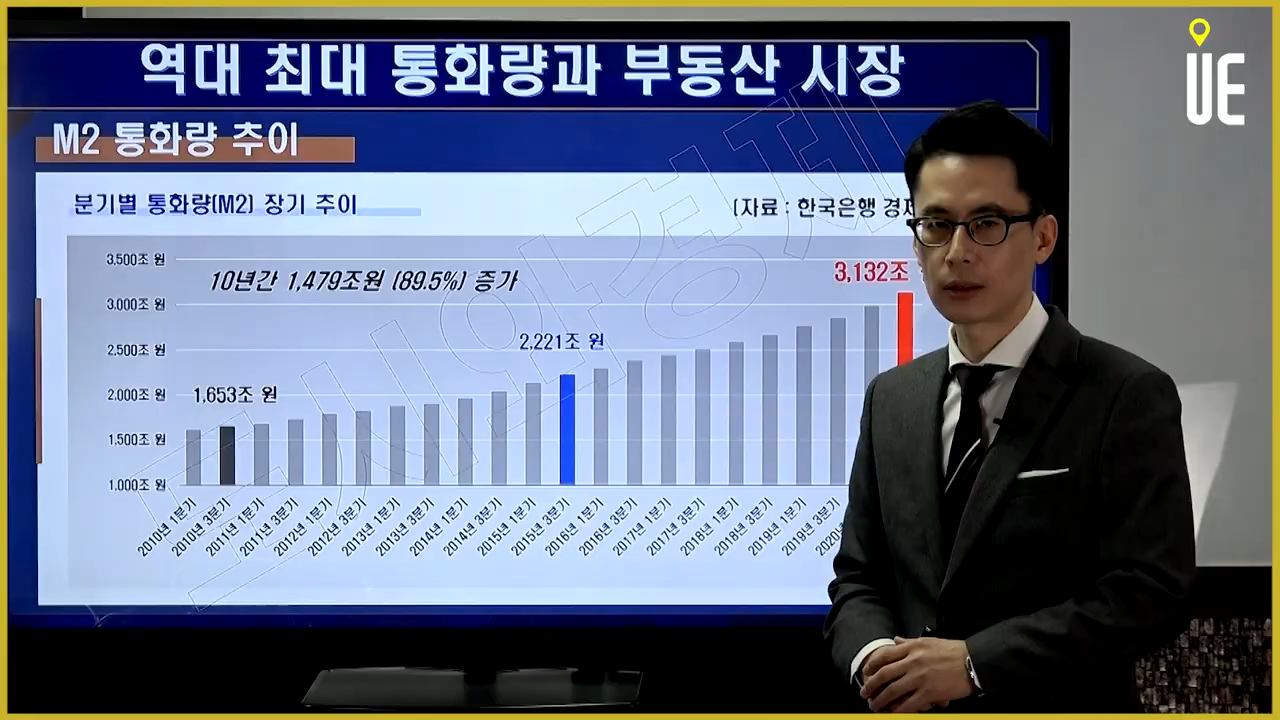 역대 최대 통화량과 부동산 시장
UE
M2 통화량 추이
분기별 통화량(M2) 장기 추이
(자료 : 한국은행 경제
3,500조 원
10년간 1,479조원 (89.5%) 증가
3,132조
3,000조 원
2,221조 원
2,500조 원
2,000조 원
1,653조 원
1,500조 원
1,000조 원
2010년 1분기
2010년 3분기
2011년 1분기
2011년 3분기
2012년 1분기
2012년 3분기
2013년 1분기
2013년 3분기
2014년 1분기
2014년 3분기
2015년 1분기
2015년 3분기
2016년 1분기
2016년 3분기
2017년 1분기
2017년 3분기
2018년 1분기
2018년 3분기
2019년 1분기
2019년 3분기
2020년
도시와경제